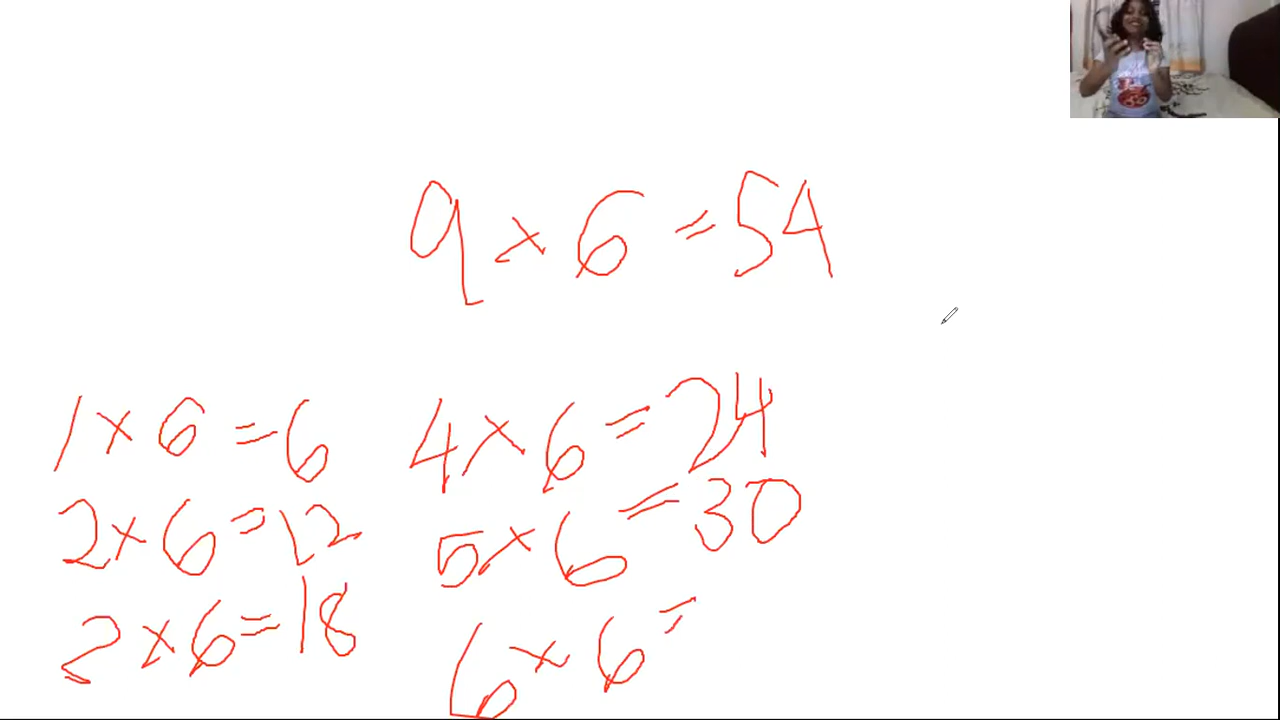 9 × 6 = 54
1 × 6 = 6
2 × 6 = 12
2 × 6 = 18
4 × 6 = 24
5 × 6 = 30
6 × 6 =